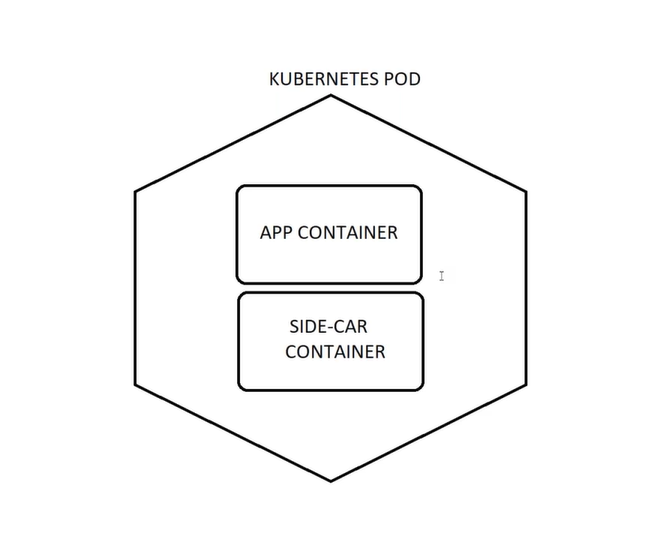 KUBERNETES POD
APP CONTAINER
SIDE-CAR
CONTAINER